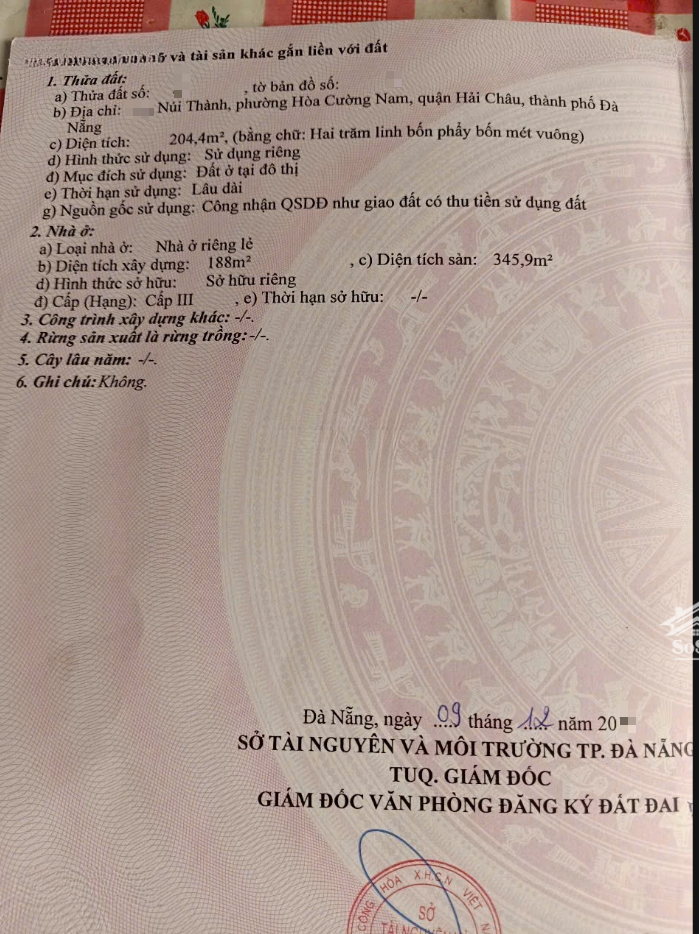 và tài sản khác gắn liền với đất
1. Thửa đất:
a) Thửa đất số: , tờ bản đồ số:
b) Địa chỉ: Núi Thành, phường Hòa Cường Nam, quận Hải Châu, thành phố Đà
Nẵng
c) Diện tích: 204,4m², (bằng chữ: Hai trăm linh bốn phẩy bốn mét vuông)
d) Hình thức sử dụng: Sử dụng riêng
đ) Mục đích sử dụng: Đất ở tại đô thị
e) Thời hạn sử dụng: Lâu dài
g) Nguồn gốc sử dụng: Công nhận QSDĐ như giao đất có thu tiền sử dụng đất
2. Nhà ở:
a) Loại nhà ở: Nhà ở riêng lẻ
b) Diện tích xây dựng: 188m² , c) Diện tích sàn: 345,9m²
d) Hình thức sở hữu: Sở hữu riêng
đ) Cấp (Hạng): Cấp III , e) Thời hạn sở hữu: -/-
3. Công trình xây dựng khác: -/-.
4. Rừng sản xuất là rừng trồng: -/-.
5. Cây lâu năm: -/-.
6. Ghi chú: Không.
Đà Nẵng, ngày 09 tháng 12 năm 20
SỞ TÀI NGUYÊN VÀ MÔI TRƯỜNG TP. ĐÀ NẴNG
TUQ. GIÁM ĐỐC
GIÁM ĐỐC VĂN PHÒNG ĐĂNG KÝ ĐẤT ĐAI
CỘNG HÒA X.H.C.N VIỆT
SỞ